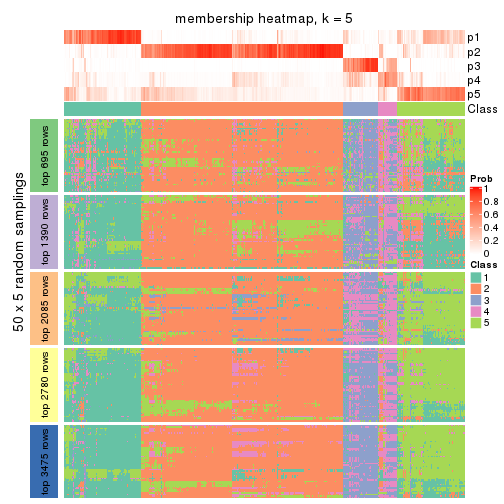 membership heatmap, k = 5
p1
p2
p3
p4
p5
Class
50 x 5 random samplings
top 695 rows
top 1390 rows
top 2085 rows
top 2780 rows
top 3475 rows
Prob
1
0.8
0.6
0.4
0.2
0
Class
1
2
3
4
5